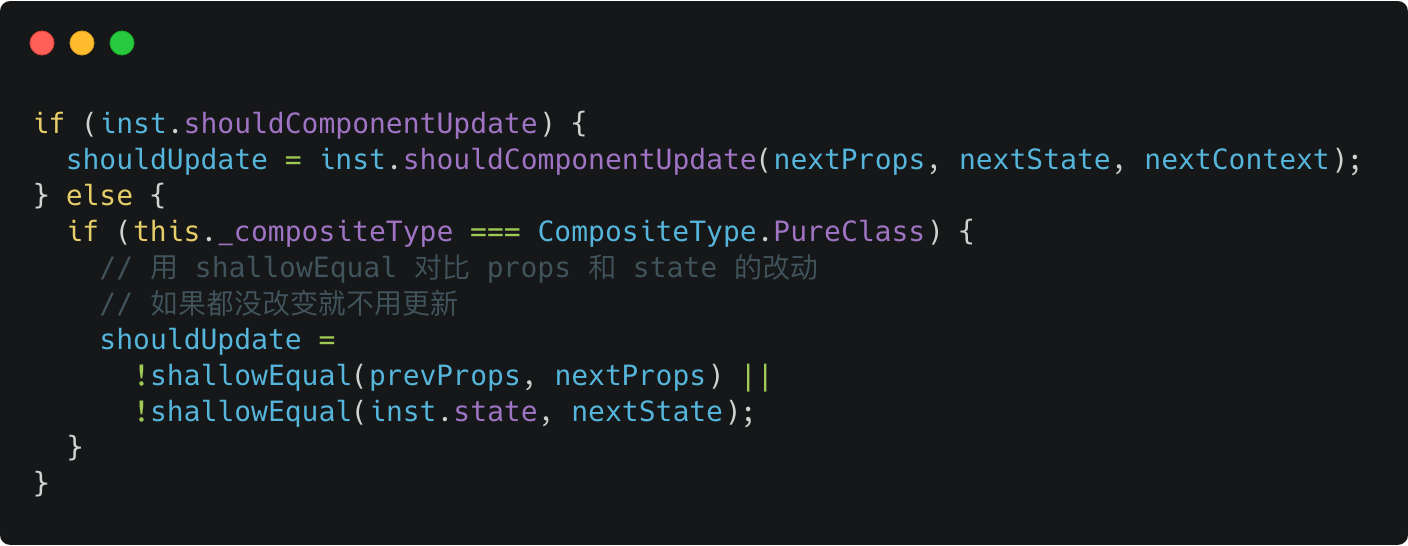 if (inst.shouldComponentUpdate) {
  shouldUpdate = inst.shouldComponentUpdate(nextProps, nextState, nextContext);
} else {
  if (this._compositeType === CompositeType.PureClass) {
    // 用 shallowEqual 对比 props 和 state 的改动
    // 如果都没改变就不用更新
    shouldUpdate =
      !shallowEqual(prevProps, nextProps) ||
      !shallowEqual(inst.state, nextState);
  }
}